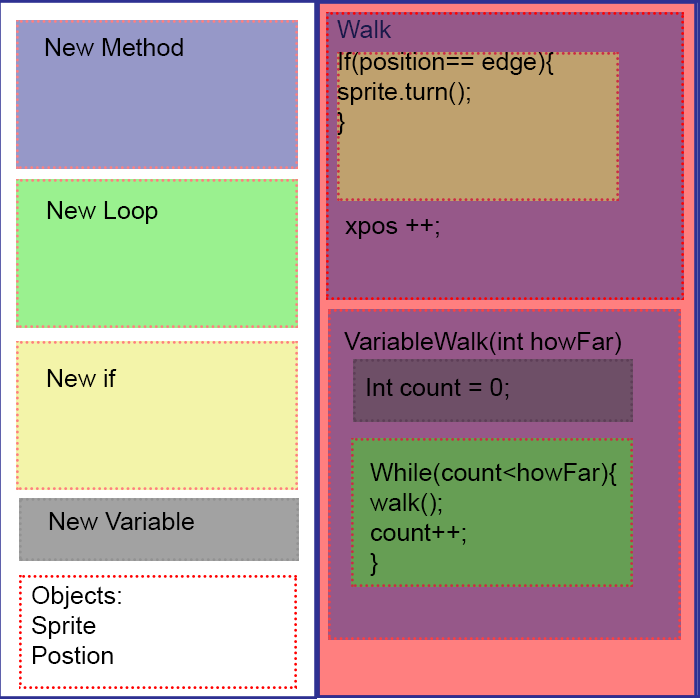 New Method
New Loop
New if
New Variable
Objects:
Sprite
Postion
Walk
If(position== edge){
sprite.turn();
}
xpos ++;
VariableWalk(int howFar)
Int count = 0;
While(count<howFar){
walk();
count++;
}